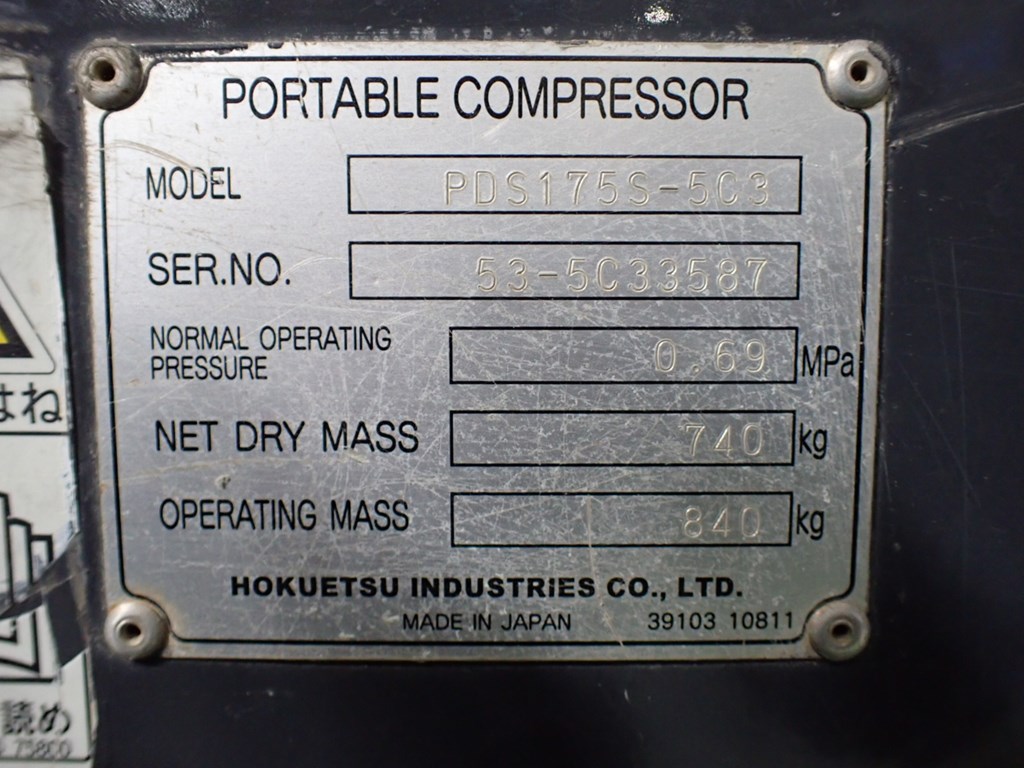 PORTABLE COMPRESSOR
MODEL PDS175S-5C3
SER.NO. 53-5C33587
NORMAL OPERATING
PRESSURE 0.69 MPa
NET DRY MASS 740 kg
OPERATING MASS 840 kg
HOKUETSU INDUSTRiES CO., LTD.
MADE IN JAPAN 39103 10811
はね
読め
758C0